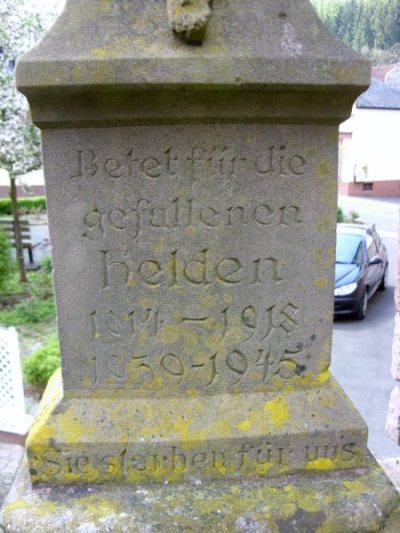 Betet für die
gefallenen
Helden
1914 – 1918
1939-1945
Sie starben für uns